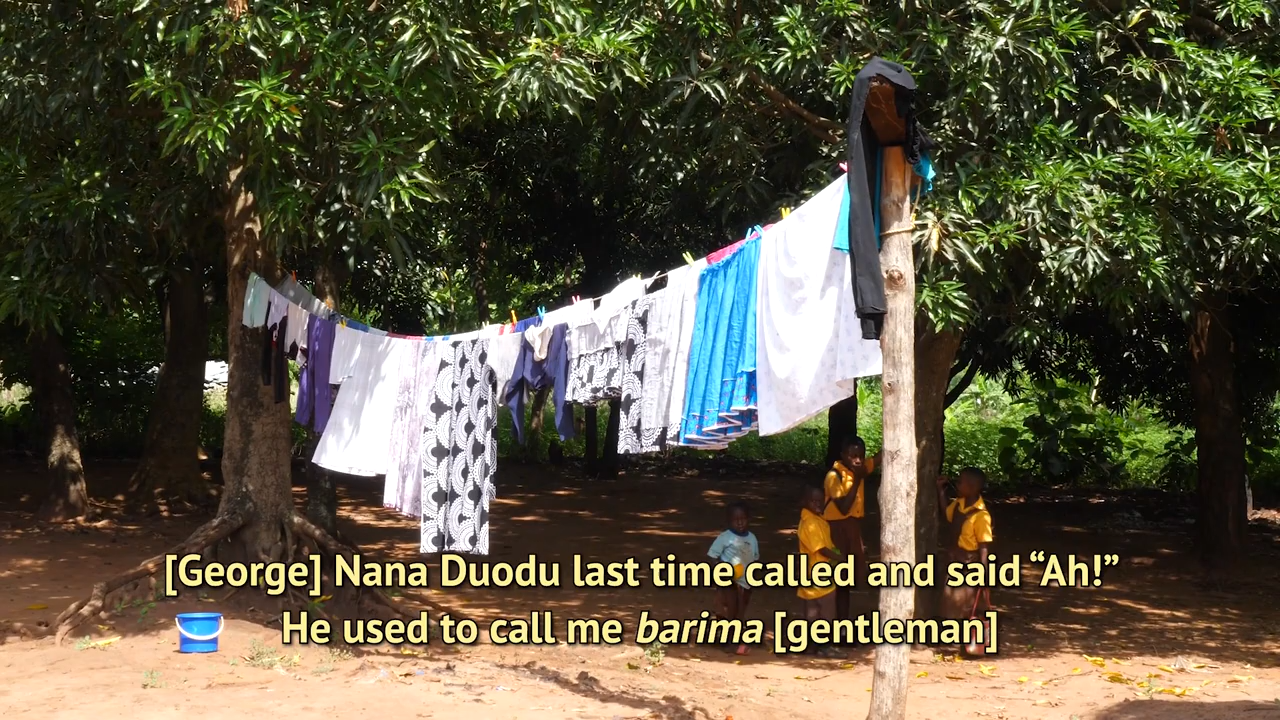 [George] Nana Duodu last time called and said “Ah!”
He used to call me barima [gentleman]